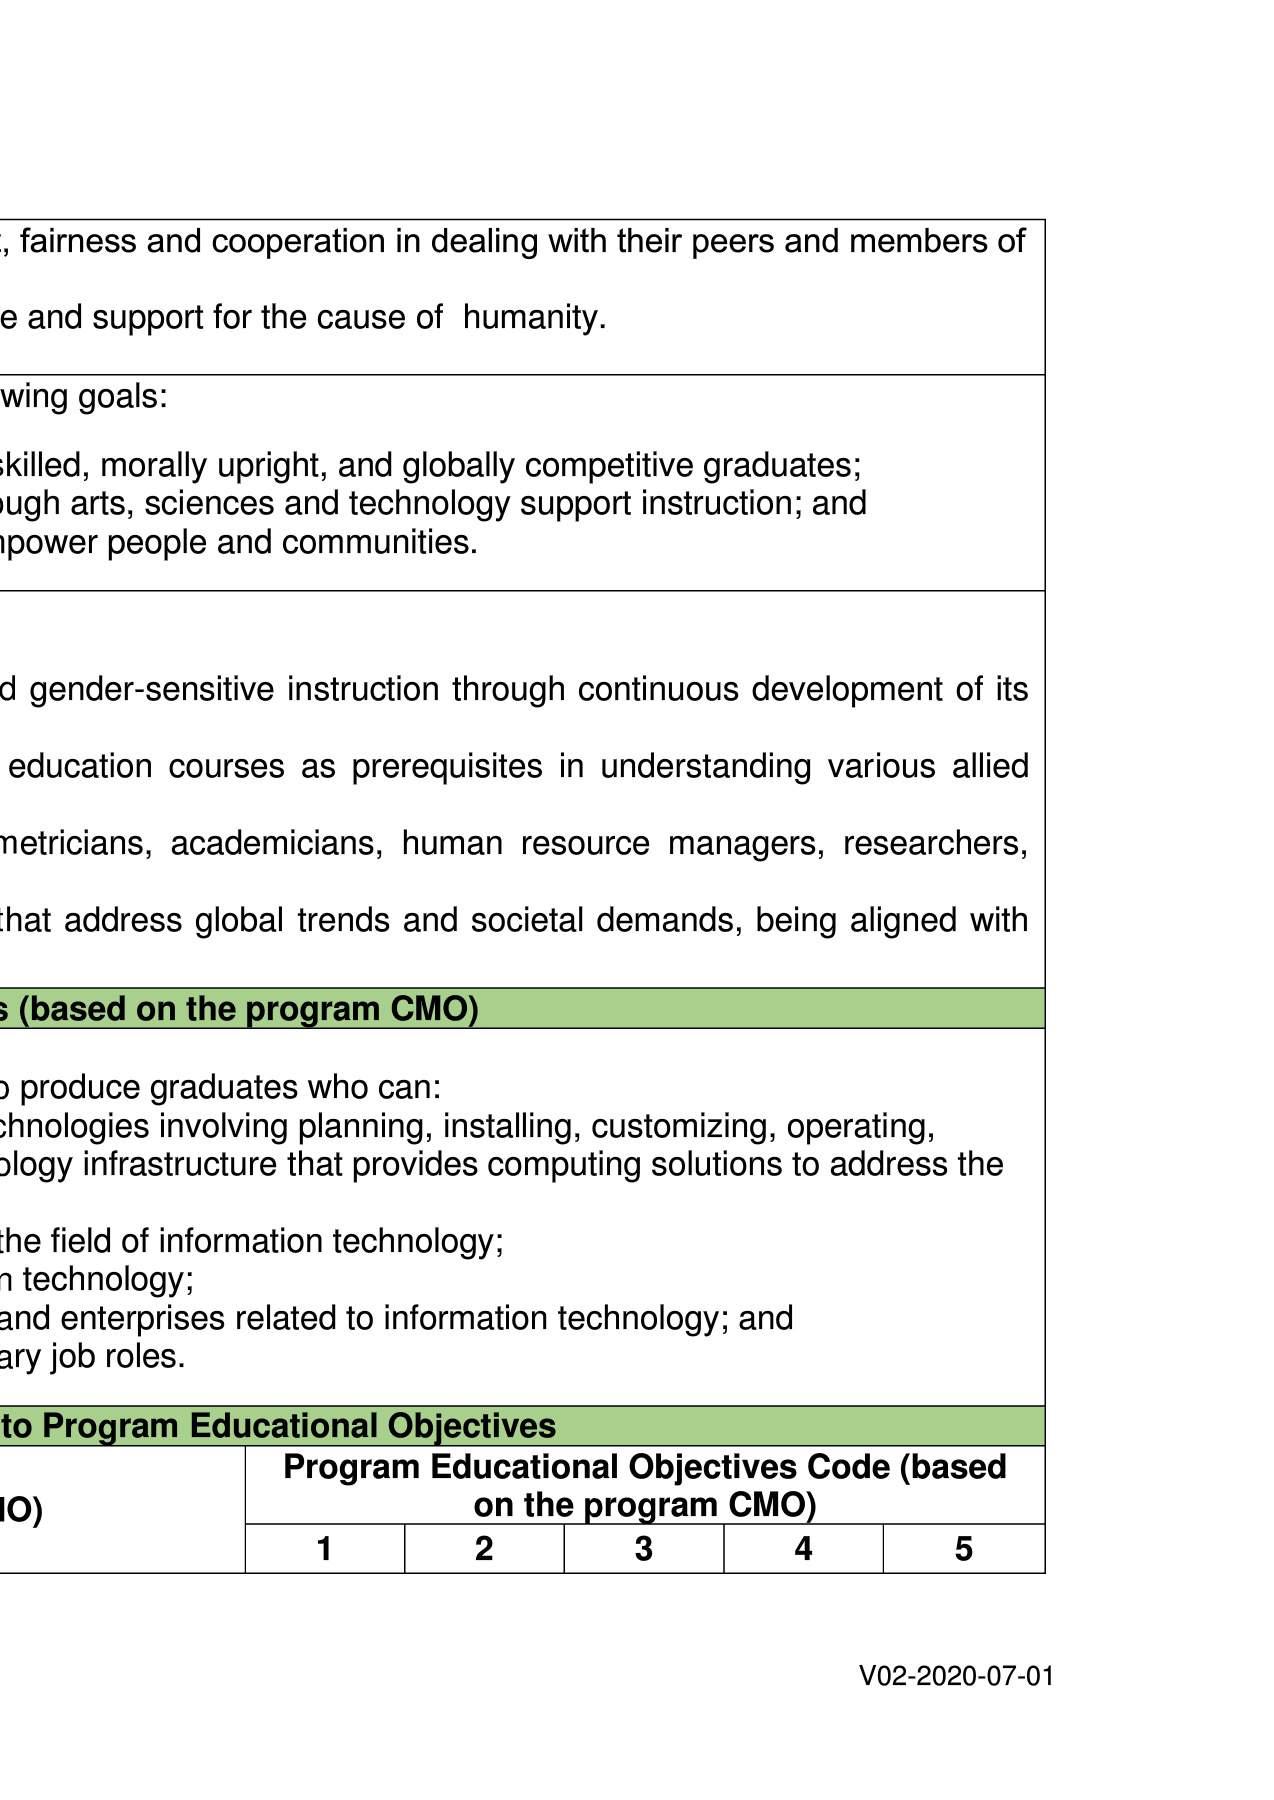 , fairness and cooperation in dealing with their peers and members of
e and support for the cause of humanity.
wing goals:
skilled, morally upright, and globally competitive graduates;
ough arts, sciences and technology support instruction; and
power people and communities.
d gender-sensitive instruction through continuous development of its
education courses as prerequisites in understanding various allied
metricians, academicians, human resource managers, researchers,
that address global trends and societal demands, being aligned with
s (based on the program CMO)
o produce graduates who can:
chnologies involving planning, installing, customizing, operating,
ology infrastructure that provides computing solutions to address the
the field of information technology;
n technology;
and enterprises related to information technology; and
ary job roles.
to Program Educational Objectives
Program Educational Objectives Code (based
on the program CMO)
MO)
1 2 3 4 5
V02-2020-07-01